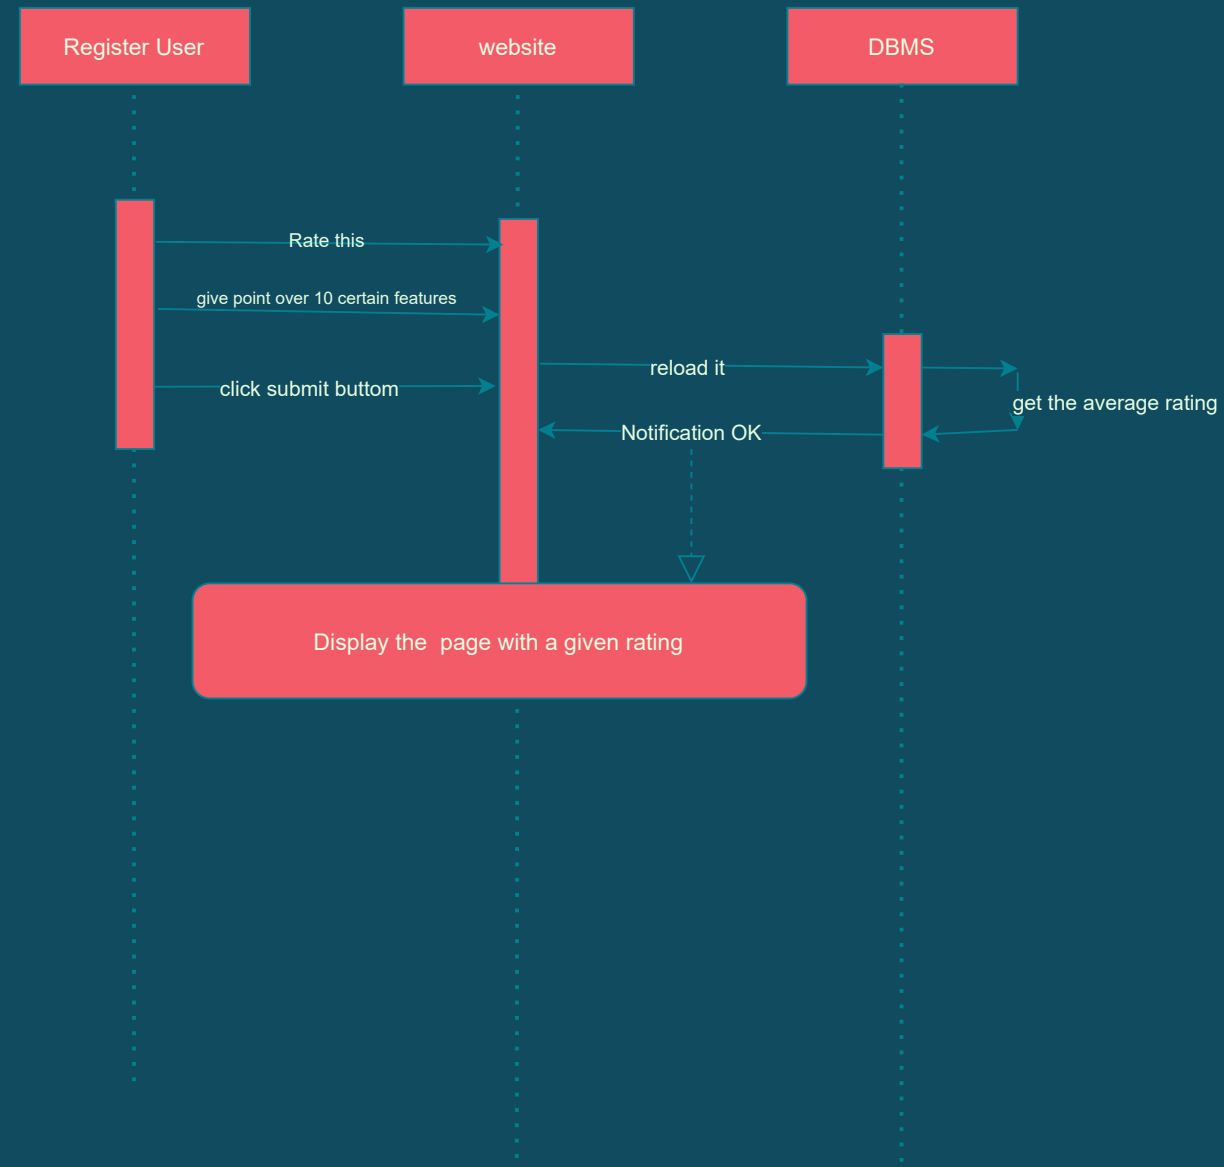 Register User
website
DBMS
Rate this
give point over 10 certain features
reload it
click submit buttom
get the average rating
Notification OK
Display the  page with a given rating